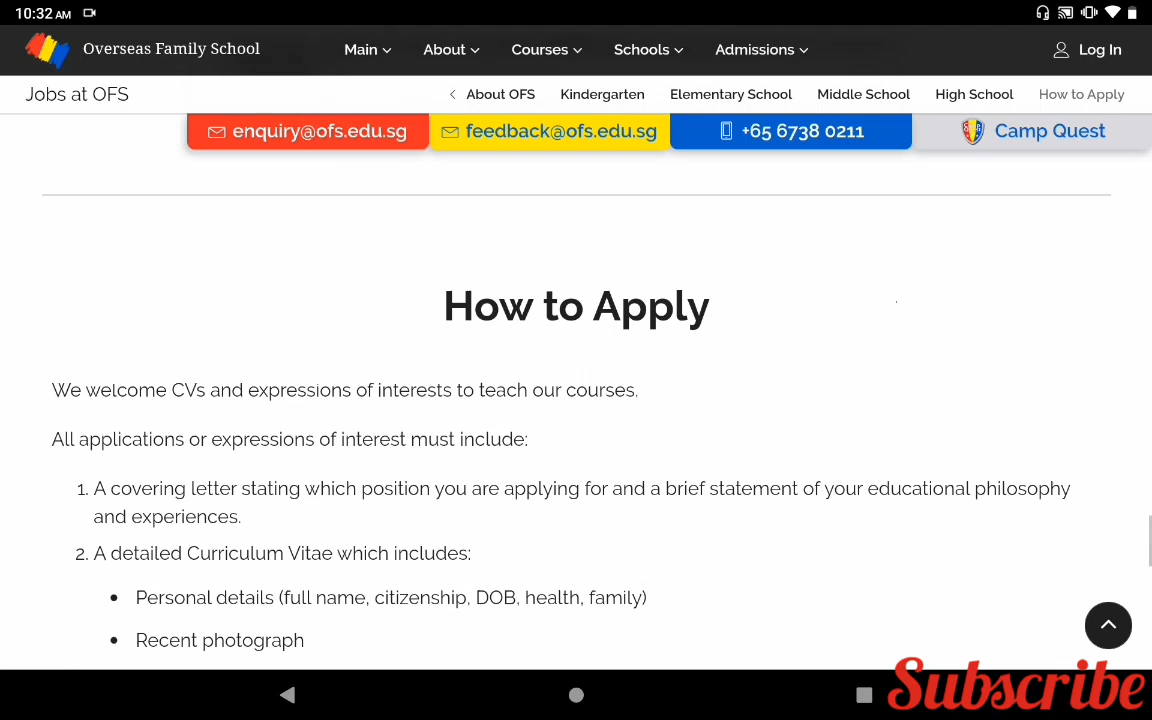 10:32 AM
Overseas Family School
Main
About
Courses
Schools
Admissions
Log In
Jobs at OFS
About OFS
Kindergarten
Elementary School
Middle School
High School
How to Apply
enquiry@ofs.edu.sg
feedback@ofs.edu.sg
+65 6738 0211
Camp Quest
How to Apply
We welcome CVs and expressions of interests to teach our courses.
All applications or expressions of interest must include:
1. A covering letter stating which position you are applying for and a brief statement of your educational philosophy
and experiences.
2. A detailed Curriculum Vitae which includes:
• Personal details (full name, citizenship, DOB, health, family)
• Recent photograph
Subscribe